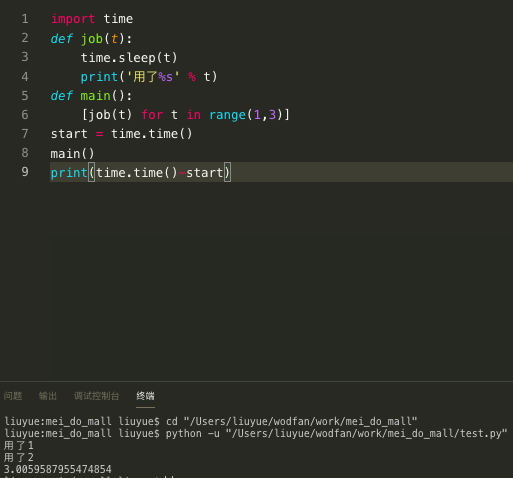 1 import time
2 def job(t):
3     time.sleep(t)
4     print('用了%s' % t)
5 def main():
6     [job(t) for t in range(1,3)]
7 start = time.time()
8 main()
9 print(time.time()-start)
问题 输出 调试控制台 终端
liuyue:mei_do_mall liuyue$ cd "/Users/liuyue/wodfan/work/mei_do_mall"
liuyue:mei_do_mall liuyue$ python -u "/Users/liuyue/wodfan/work/mei_do_mall/test.py"
用了1
用了2
3.0059587955474854